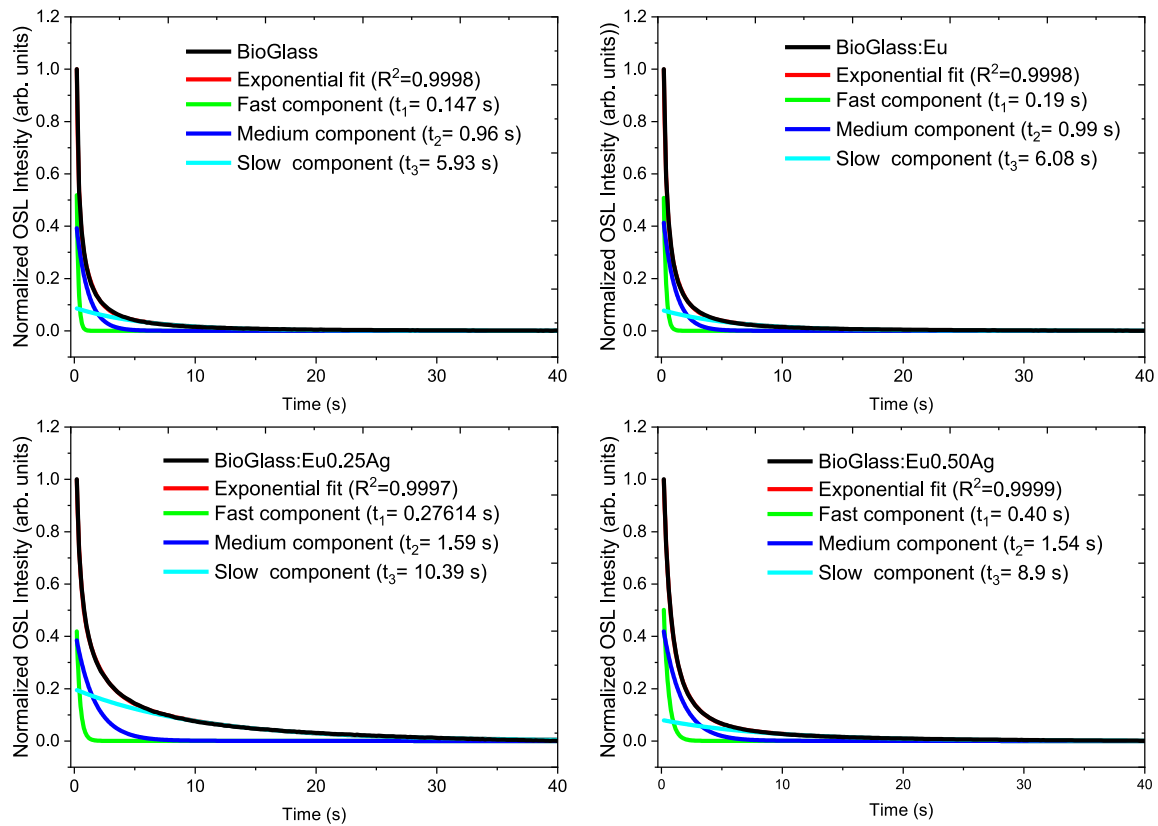 Normalized OSL Intesity (arb. units)
1.2
1.0
0.8
0.6
0.4
0.2
0.0
BioGlass
Exponential fit (R²=0.9998)
Fast component (t₁= 0.147 s)
Medium component (t₂= 0.96 s)
Slow component (t₃= 5.93 s)
0 10 20 30 40
Time (s)
Normalized OSL Intesity (arb. units))
1.2
1.0
0.8
0.6
0.4
0.2
0.0
BioGlass:Eu
Exponential fit (R²=0.9998)
Fast component (t₁= 0.19 s)
Medium component (t₂= 0.99 s)
Slow component (t₃= 6.08 s)
0 10 20 30 40
Time (s)
Normalized OSL Intesity (arb. units)
1.2
1.0
0.8
0.6
0.4
0.2
0.0
BioGlass:Eu0.25Ag
Exponential fit (R²=0.9997)
Fast component (t₁= 0.27614 s)
Medium component (t₂= 1.59 s)
Slow component (t₃= 10.39 s)
0 10 20 30 40
Time (s)
Normalized OSL Intesity (arb. units)
1.2
1.0
0.8
0.6
0.4
0.2
0.0
BioGlass:Eu0.50Ag
Exponential fit (R²=0.9999)
Fast component (t₁= 0.40 s)
Medium component (t₂= 1.54 s)
Slow component (t₃= 8.9 s)
0 10 20 30 40
Time (s)